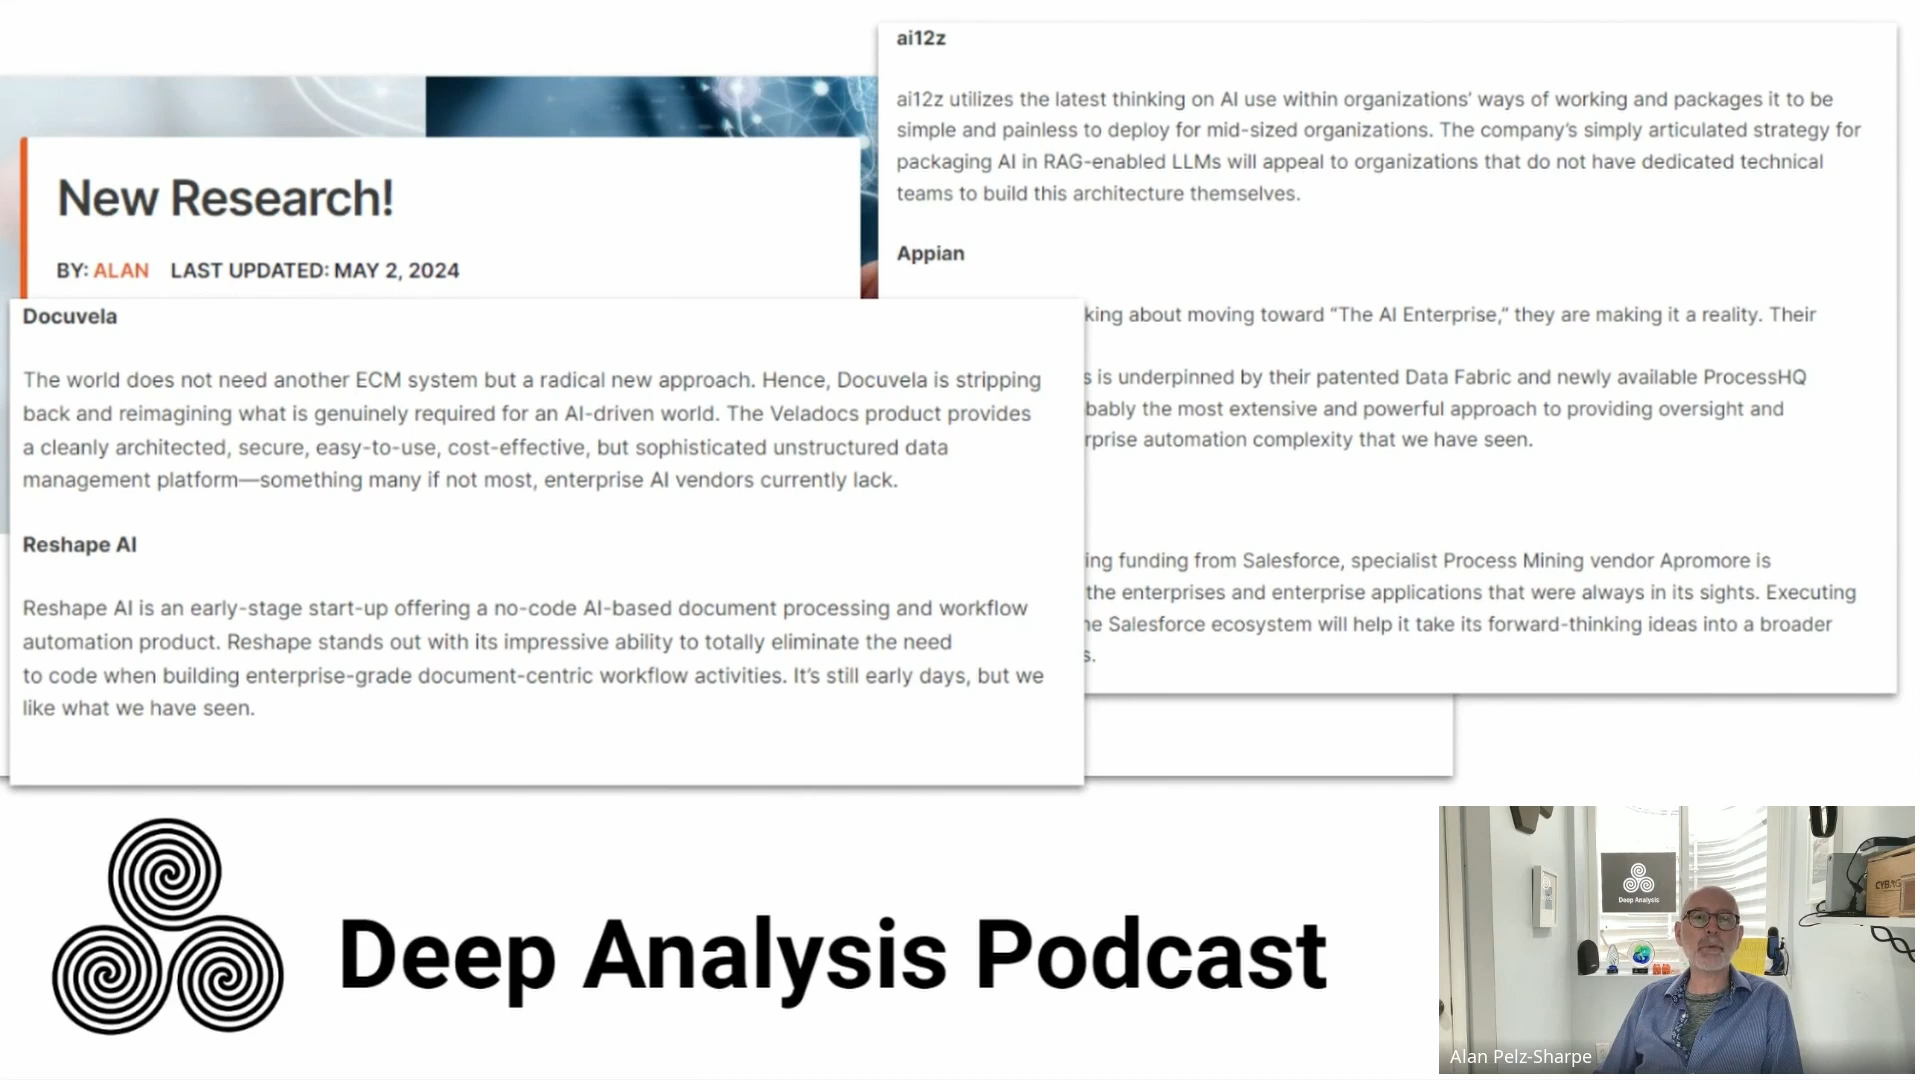 New Research!
BY: ALAN LAST UPDATED: MAY 2, 2024
Docuvela
The world does not need another ECM system but a radical new approach. Hence, Docuvela is stripping
back and reimagining what is genuinely required for an AI-driven world. The Veladocs product provides
a cleanly architected, secure, easy-to-use, cost-effective, but sophisticated unstructured data
management platform—something many if not most, enterprise AI vendors currently lack.
Reshape AI
Reshape AI is an early-stage start-up offering a no-code AI-based document processing and workflow
automation product. Reshape stands out with its impressive ability to totally eliminate the need
to code when building enterprise-grade document-centric workflow activities. It's still early days, but we
like what we have seen.
ai12z
ai12z utilizes the latest thinking on AI use within organizations' ways of working and packages it to be
simple and painless to deploy for mid-sized organizations. The company's simply articulated strategy for
packaging AI in RAG-enabled LLMs will appeal to organizations that do not have dedicated technical
teams to build this architecture themselves.
Appian
king about moving toward “The AI Enterprise,” they are making it a reality. Their
s is underpinned by their patented Data Fabric and newly available ProcessHQ
bably the most extensive and powerful approach to providing oversight and
rprise automation complexity that we have seen.
ing funding from Salesforce, specialist Process Mining vendor Apromore is
the enterprises and enterprise applications that were always in its sights. Executing
he Salesforce ecosystem will help it take its forward-thinking ideas into a broader
s.
Deep Analysis Podcast
Deep Analysis
Alan Pelz-Sharpe